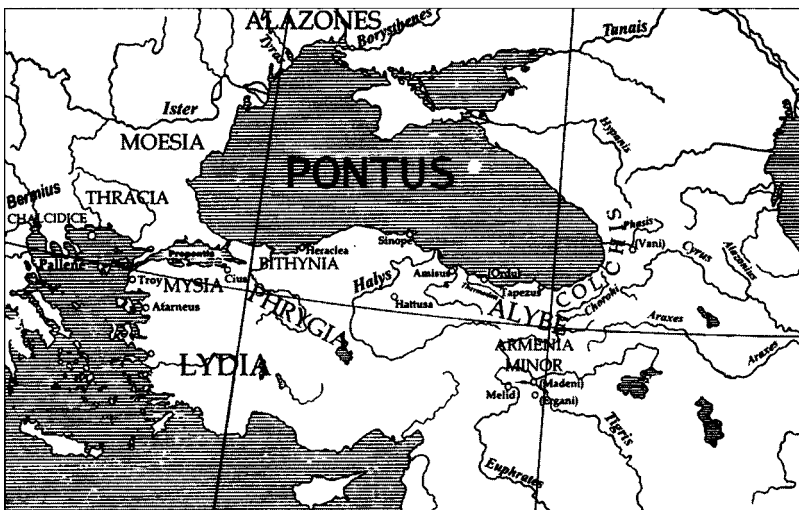 ALAZONES
Borysthenes
Tyras
Tanais
Ister
MOESIA
Hypanis
PONTUS
Bermius
THRACIA
CHALCIDICE
Phasis
(Vani)
Sinope
Heraclea
Propontis
BITHYNIA
Cyrus
Alazonius
Pallene
Troy
MYSIA
Cius
Halys
Amisus
(Ordu)
Thermodon
Tapezus
COLCHIS
Chorohi
Atarneus
PHRYGIA
Hattusa
ALYBE
Araxes
Araxes
ARMENIA
MINOR
LYDIA
Melid
(Madeni)
(Ergani)
Tigris
Euphrates